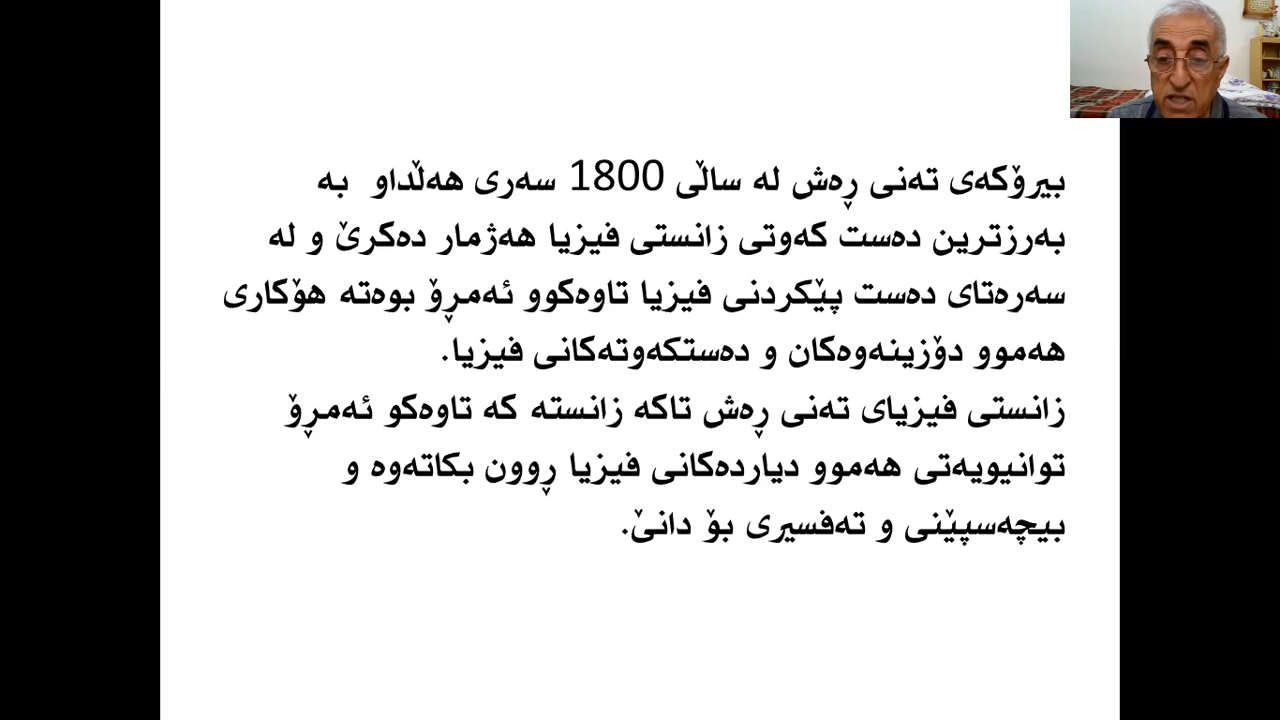 بیرۆکەی تەنی ڕەش لە ساڵی 1800 سەری هەڵداو  بە
بەرزترین دەست کەوتی زانستی فیزیا هەژمار دەکرێ و لە
سەرەتای دەست پێکردنی فیزیا تاوەکوو ئەمڕۆ بوەتە هۆکاری
هەموو دۆزینەوەکان و دەستکەوتەکانی فیزیا.
زانستی فیزیای تەنی ڕەش تاکە زانستە کە تاوەکو ئەمڕۆ
توانیویەتی هەموو دیاردەکانی فیزیا ڕوون بکاتەوە و
بیچەسپێنی و تەفسیری بۆ دانێ.